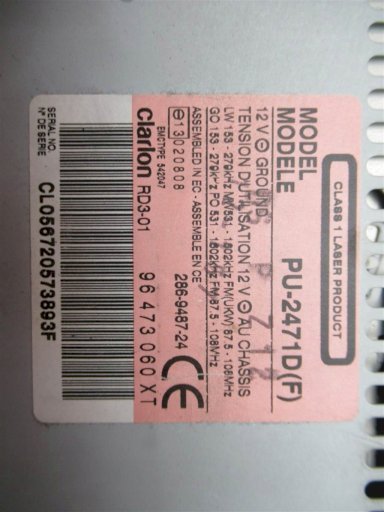 CLASS 1 LASER PRODUCT
MODEL
MODELE PU-2471D(F)
12 V ⊖ GROUND
TENSION D'UTILISATION 12 V ⊖ AU CHASSIS
LW 153 - 279kHz MW 531 - 1602kHz FM(UKW) 87.5 - 108MHz
GO 153 - 279kHz PO 531 - 1602kHz FM 87.5 - 108MHz
ASSEMBLED IN EC · ASSEMBLE EN CE
e13 020808 286-9487-24 CE
EMCTYPE 542047
clarion RD3-01 96 473 060 XT
SERIAL NO.
N° DE SERIE CL056720573893F